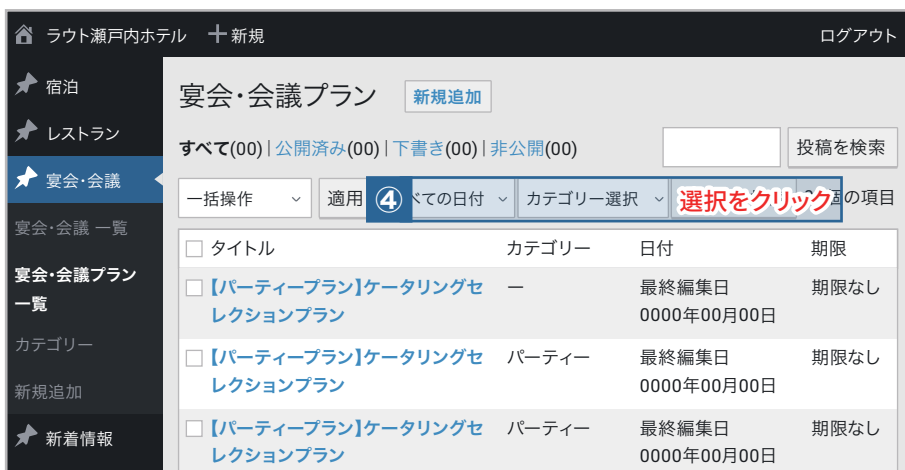 ラウト瀬戸内ホテル 新規 ログアウト
宿泊
レストラン
宴会・会議
宴会・会議 一覧
宴会・会議プラン
一覧
カテゴリー
新規追加
新着情報
宴会・会議プラン 新規追加
すべて(00)|公開済み(00)|下書き(00)|非公開(00) 投稿を検索
一括操作 適用 ④ べての日付 カテゴリー選択 選択をクリック 個の項目
タイトル カテゴリー 日付 期限
【パーティープラン】ケータリングセ ー 最終編集日 期限なし
レクションプラン 0000年00月00日
【パーティープラン】ケータリングセ パーティー 最終編集日 期限なし
レクションプラン 0000年00月00日
【パーティープラン】ケータリングセ パーティー 最終編集日 期限なし
レクションプラン 0000年00月00日